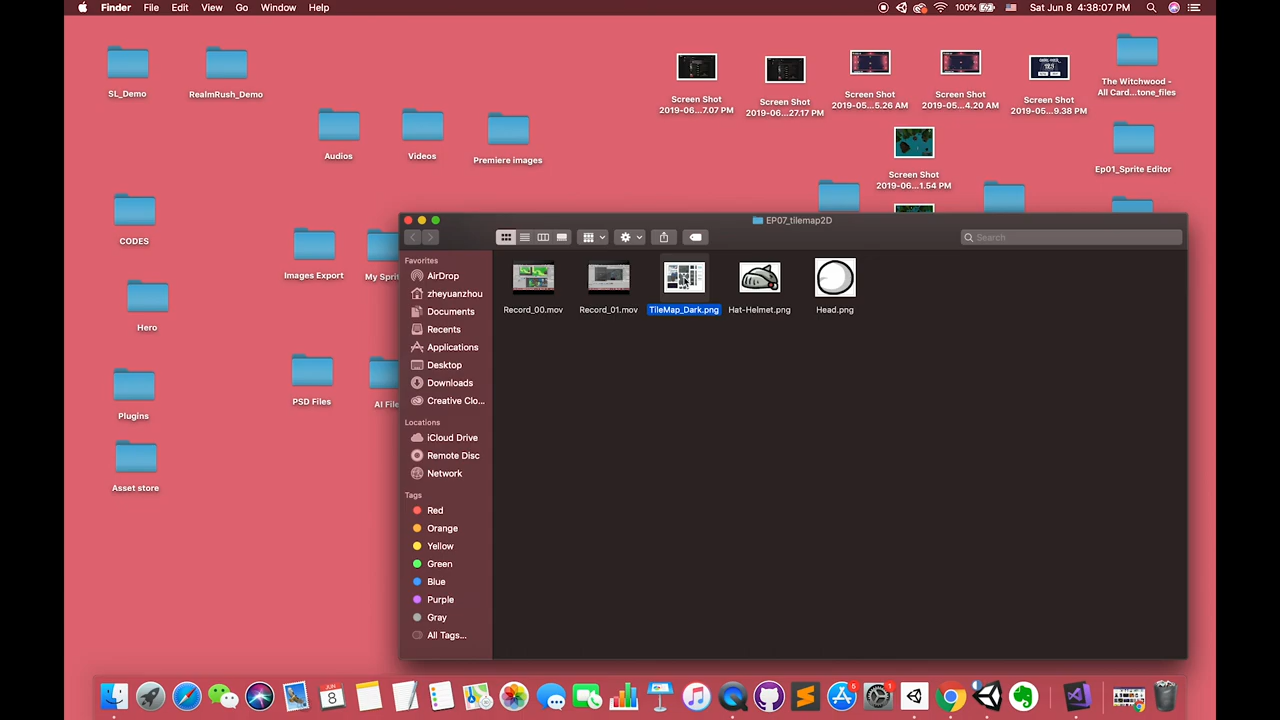 Finder File Edit View Go Window Help 100% Sat Jun 8 4:38:07 PM
SL_Demo
RealmRush_Demo
Audios
Videos
Premiere images
Screen Shot
2019-06...7.07 PM
Screen Shot
2019-06...27.17 PM
Screen Shot
2019-05...5.26 AM
Screen Shot
2019-05...4.20 AM
Screen Shot
2019-05...9.38 PM
The Witchwood -
All Card...tone_files
Screen Shot
2019-06...1.54 PM
Ep01_Sprite Editor
CODES
Images Export
My Spri
Hero
PSD Files
AI File
Plugins
Asset store
EP07_tilemap2D
Search
Favorites
AirDrop
zheyuanzhou
Documents
Recents
Applications
Desktop
Downloads
Creative Clo...
Locations
iCloud Drive
Remote Disc
Network
Tags
Red
Orange
Yellow
Green
Blue
Purple
Gray
All Tags...
Record_00.mov
Record_01.mov
TileMap_Dark.png
Hat-Helmet.png
Head.png